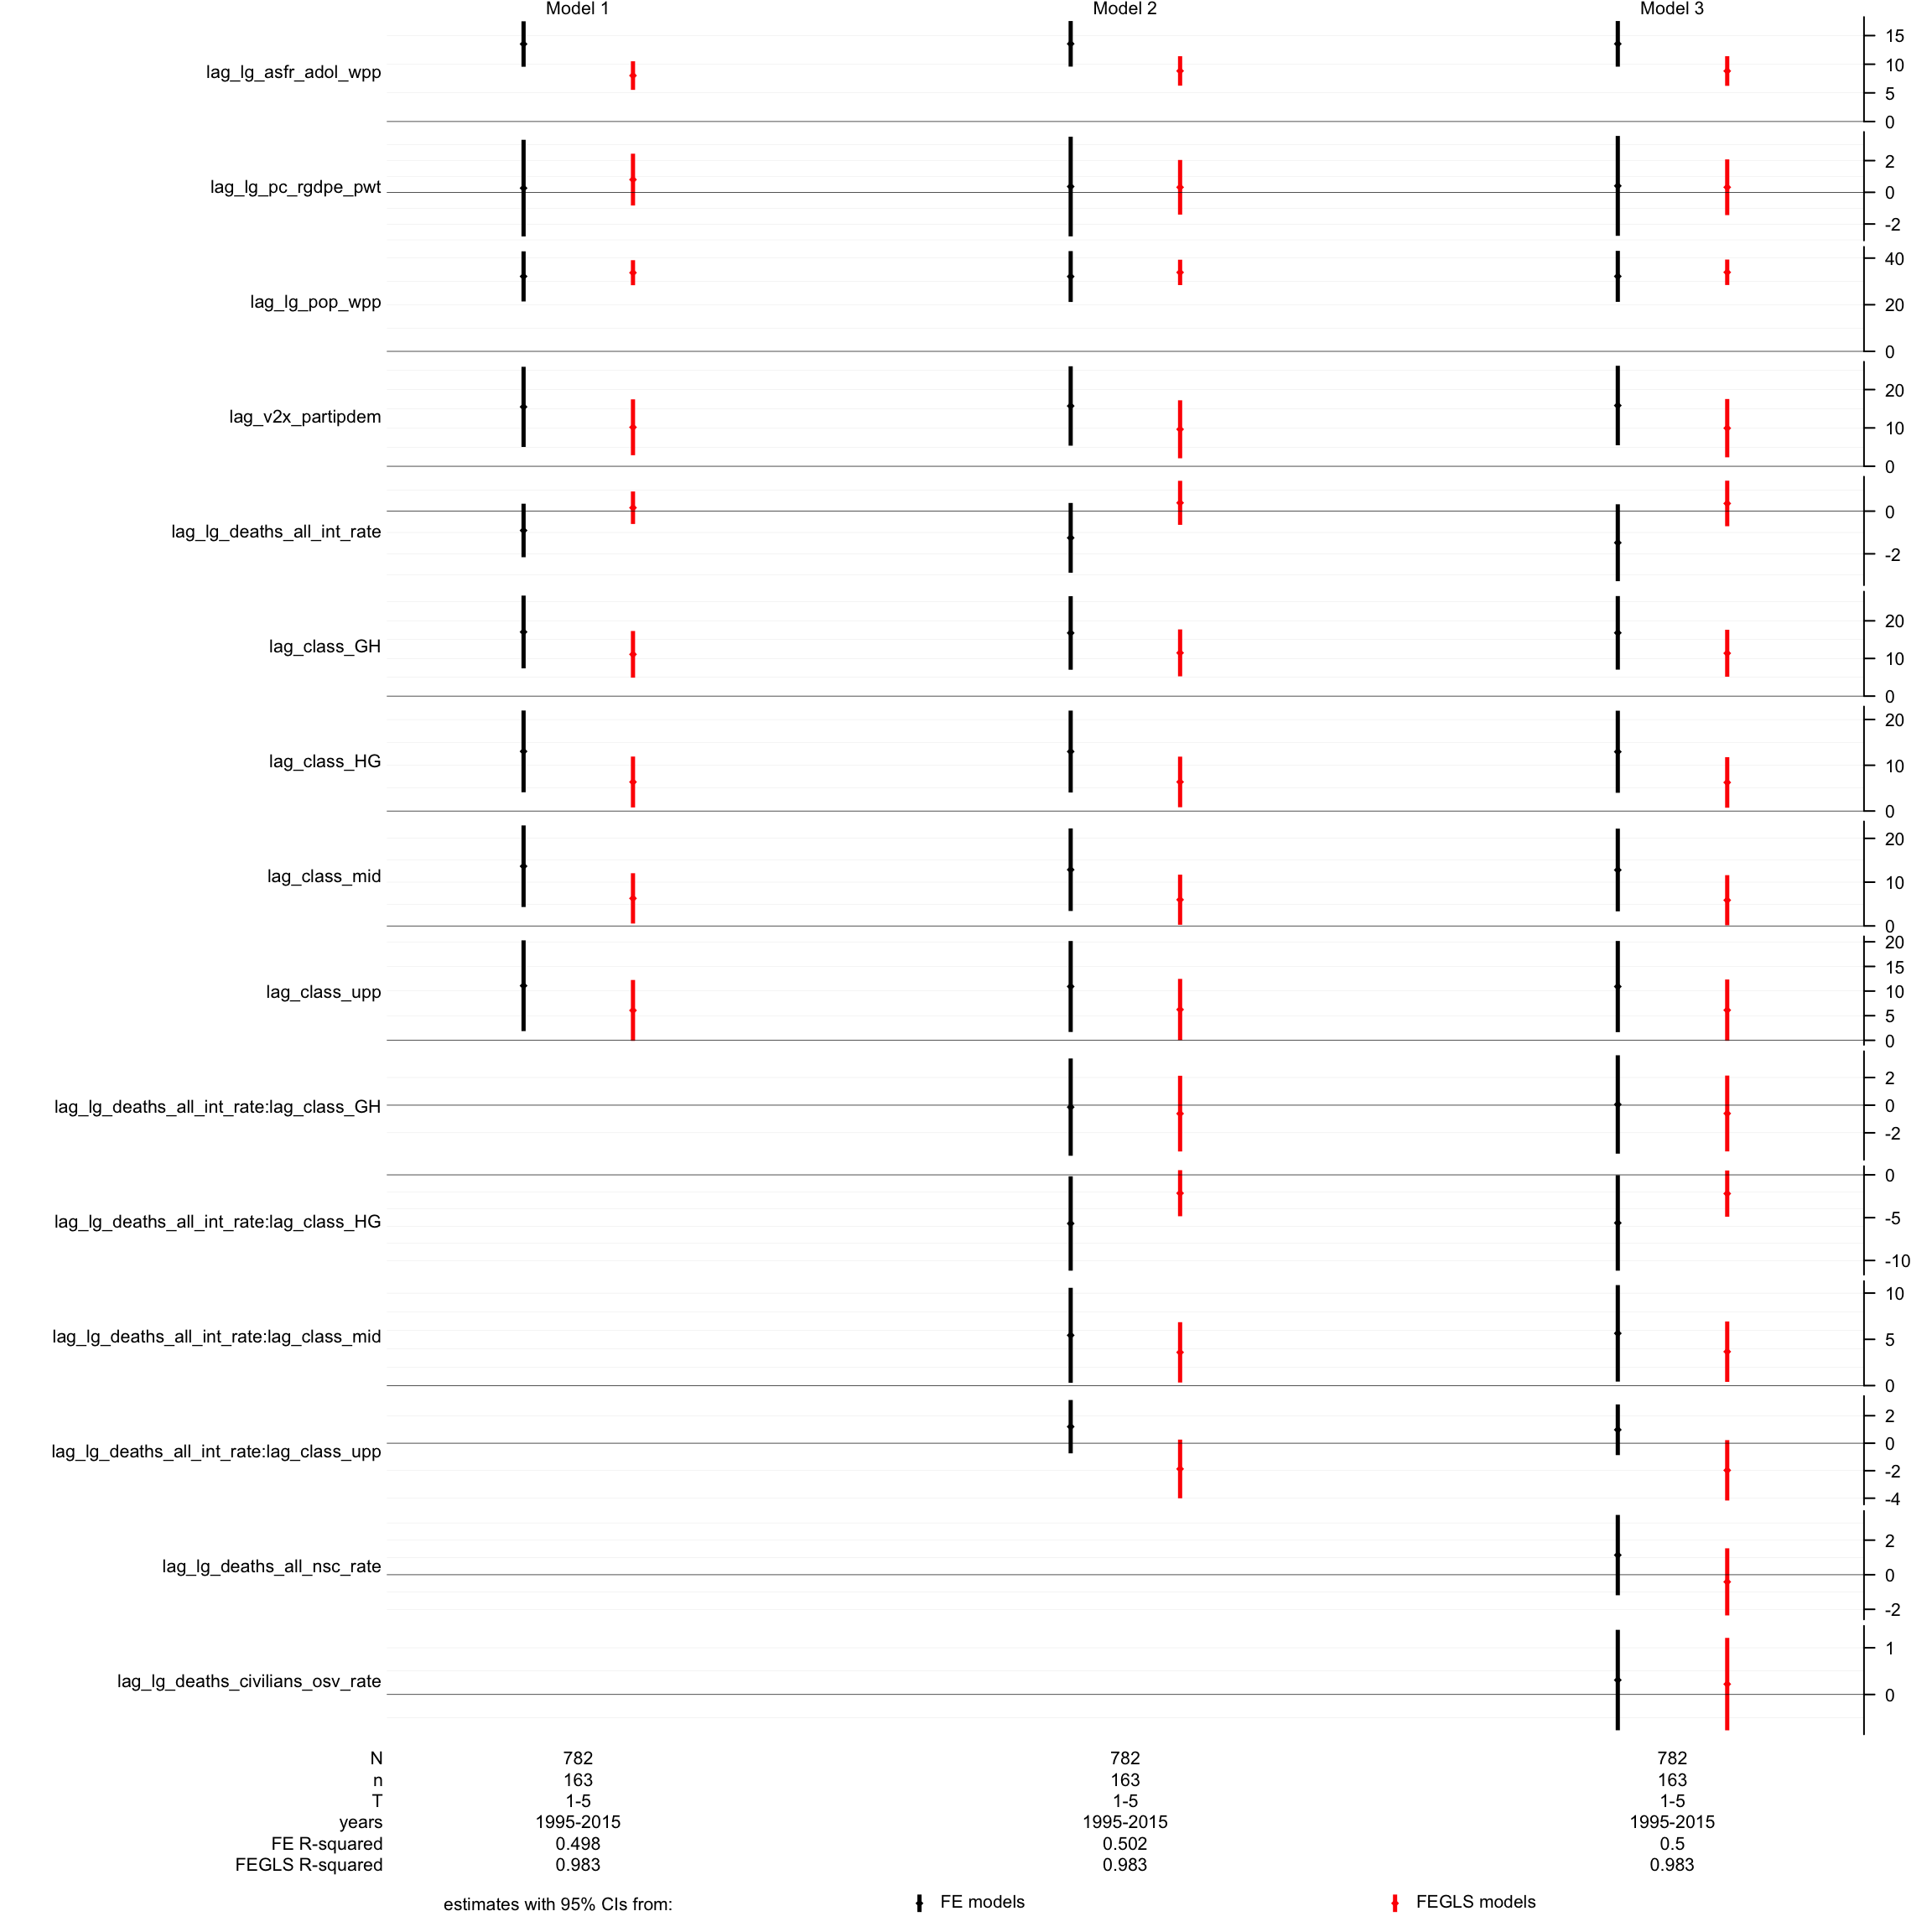 Model 1 Model 2 Model 3
lag_lg_asfr_adol_wpp
15
10
5
0
lag_lg_pc_rgdpe_pwt
2
0
-2
lag_lg_pop_wpp
40
20
0
lag_v2x_partipdem
20
10
0
lag_lg_deaths_all_int_rate
0
-2
lag_class_GH
20
10
0
lag_class_HG
20
10
0
lag_class_mid
20
10
0
lag_class_upp
20
15
10
5
0
lag_lg_deaths_all_int_rate:lag_class_GH
2
0
-2
lag_lg_deaths_all_int_rate:lag_class_HG
0
-5
-10
lag_lg_deaths_all_int_rate:lag_class_mid
10
5
0
lag_lg_deaths_all_int_rate:lag_class_upp
2
0
-2
-4
lag_lg_deaths_all_nsc_rate
2
0
-2
lag_lg_deaths_civilians_osv_rate
1
0
N 782 782 782
n 163 163 163
T 1-5 1-5 1-5
years 1995-2015 1995-2015 1995-2015
FE R-squared 0.498 0.502 0.5
FEGLS R-squared 0.983 0.983 0.983
estimates with 95% CIs from: FE models FEGLS models